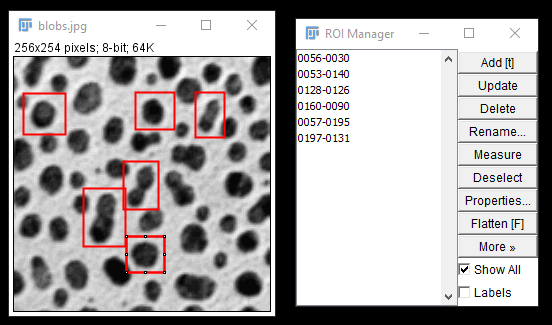 blobs.jpg
256x254 pixels; 8-bit; 64K
ROI Manager
0056-0030
0053-0140
0128-0126
0160-0090
0057-0195
0197-0131
Add [t]
Update
Delete
Rename...
Measure
Deselect
Properties...
Flatten [F]
More »
Show All
Labels